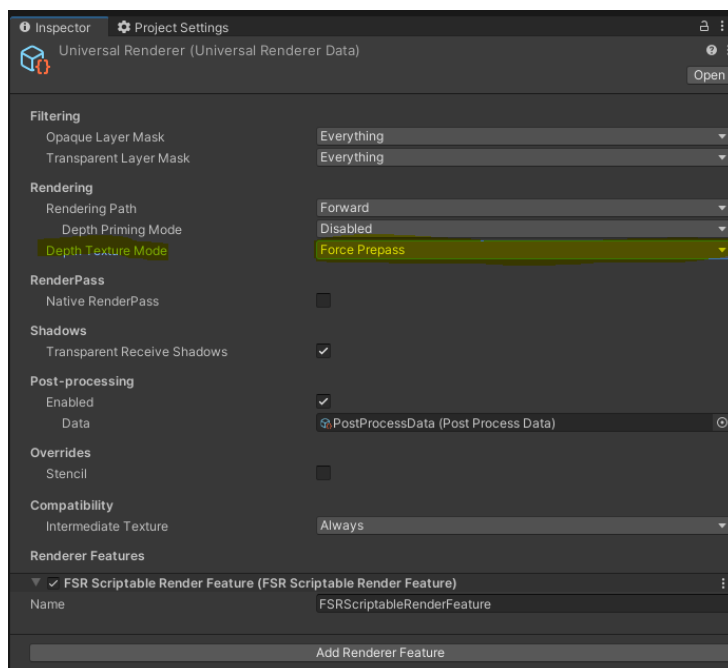 Inspector Project Settings
Universal Renderer (Universal Renderer Data)
Open
Filtering
Opaque Layer Mask Everything
Transparent Layer Mask Everything
Rendering
Rendering Path Forward
Depth Priming Mode Disabled
Depth Texture Mode Force Prepass
RenderPass
Native RenderPass
Shadows
Transparent Receive Shadows
Post-processing
Enabled
Data PostProcessData (Post Process Data)
Overrides
Stencil
Compatibility
Intermediate Texture Always
Renderer Features
FSR Scriptable Render Feature (FSR Scriptable Render Feature)
Name FSRScriptableRenderFeature
Add Renderer Feature